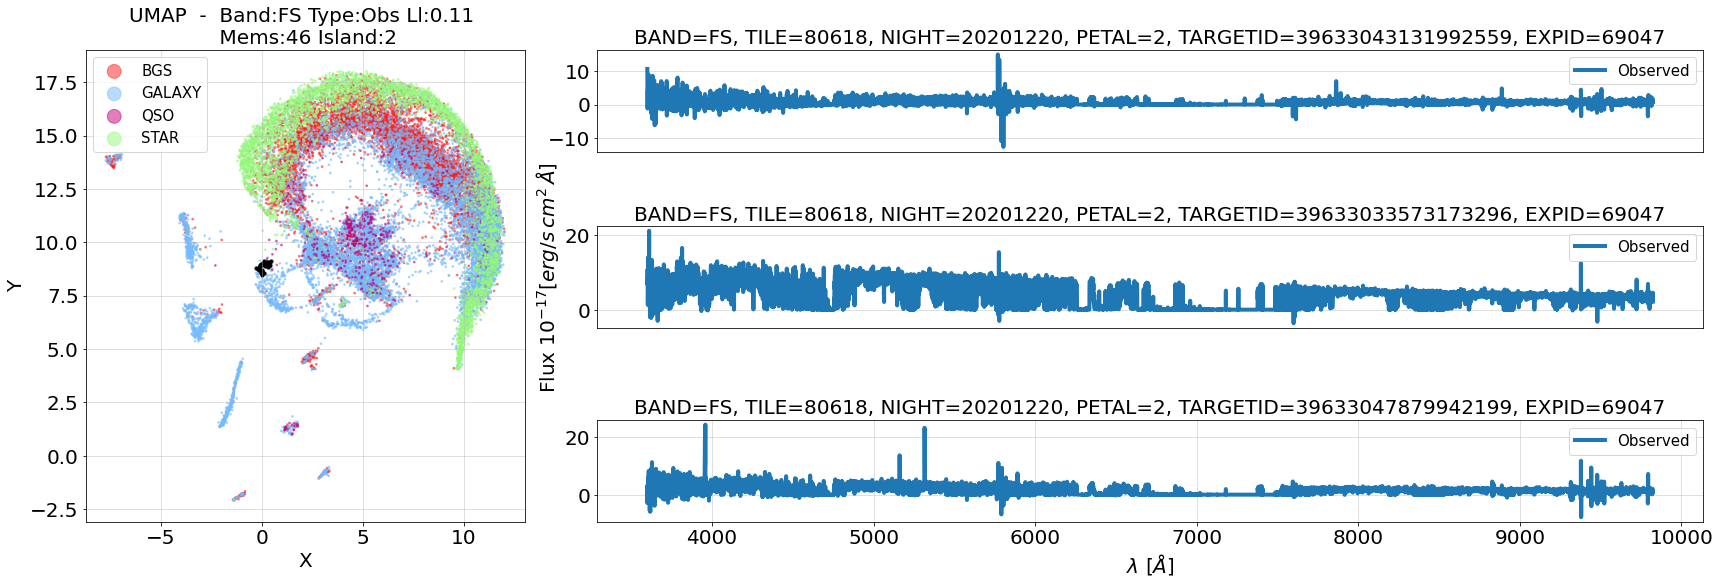 UMAP  -  Band:FS Type:Obs Ll:0.11
Mems:46 Island:2
BGS
GALAXY
QSO
STAR
17.5
15.0
12.5
10.0
7.5
5.0
2.5
0.0
−2.5
Y
−5
0
5
10
X
Flux 10⁻¹⁷[erg/s cm² Å]
BAND=FS, TILE=80618, NIGHT=20201220, PETAL=2, TARGETID=39633043131992559, EXPID=69047
Observed
10
0
−10
BAND=FS, TILE=80618, NIGHT=20201220, PETAL=2, TARGETID=39633033573173296, EXPID=69047
Observed
20
0
BAND=FS, TILE=80618, NIGHT=20201220, PETAL=2, TARGETID=39633047879942199, EXPID=69047
Observed
20
0
4000
5000
6000
7000
8000
9000
10000
λ [Å]